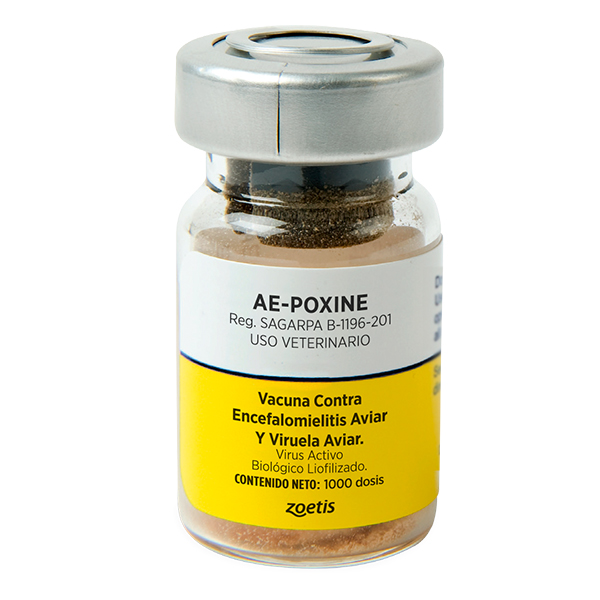 AE-POXINE
Reg. SAGARPA B-1196-201
USO VETERINARIO
Vacuna Contra
Encefalomielitis Aviar
Y Viruela Aviar.
Virus Activo
Biológico Liofilizado.
CONTENIDO NETO: 1000 dosis
zoetis